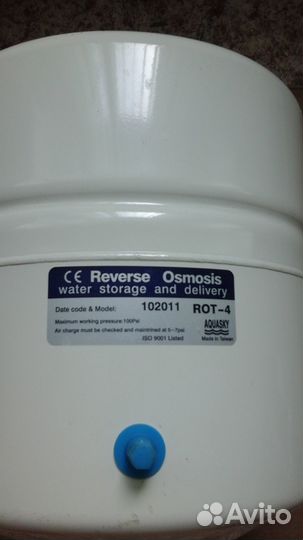 CE Reverse Osmosis
water storage and delivery
Date code & Model: 102011 ROT-4
Maximum working pressure:100Psi
Air charge must be checked and maintrined at 5~7psi
ISO 9001 Listed
AQUASKY
Made in Taiwan
Avito